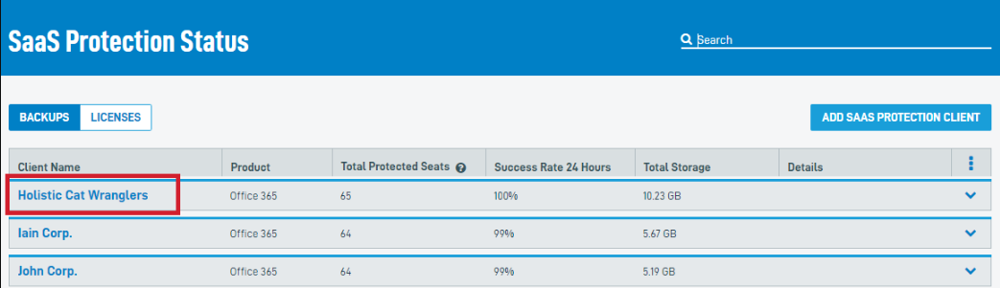 SaaS Protection Status
Search
BACKUPS LICENSES
ADD SAAS PROTECTION CLIENT
Client Name Product Total Protected Seats ? Success Rate 24 Hours Total Storage Details
Holistic Cat Wranglers Office 365 65 100% 10.23 GB
Iain Corp. Office 365 64 99% 5.67 GB
John Corp. Office 365 64 99% 5.19 GB